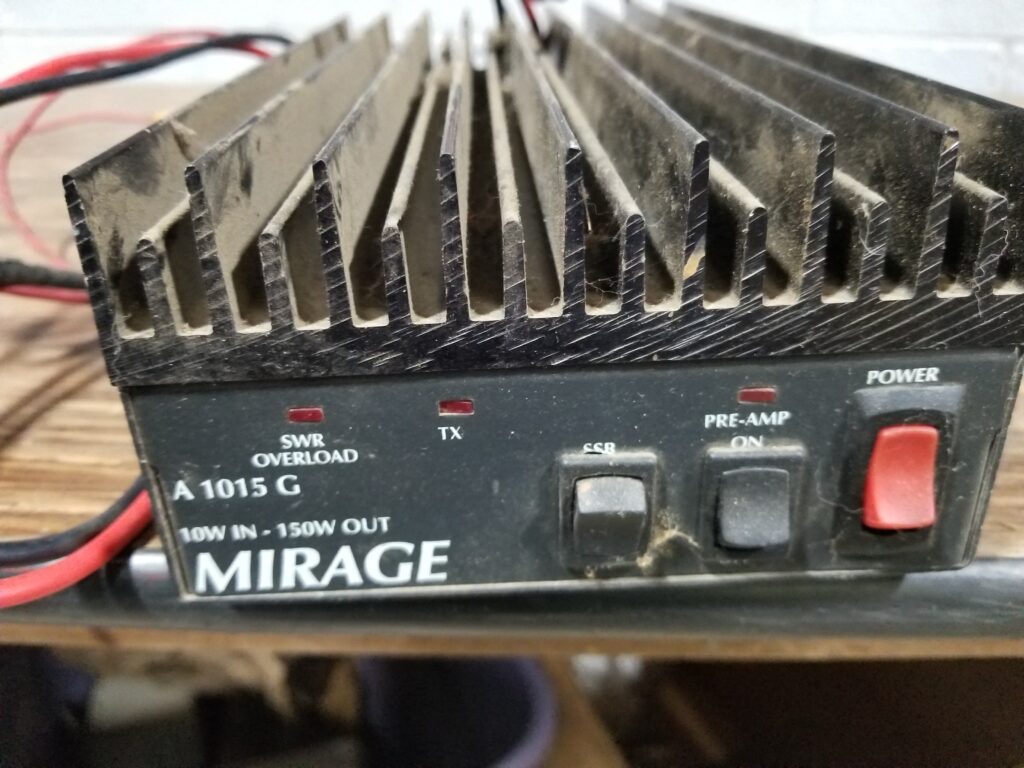 POWER
SWR
OVERLOAD
TX
PRE-AMP
ON
SSB
A 1015 G
10W IN - 150W OUT
MIRAGE